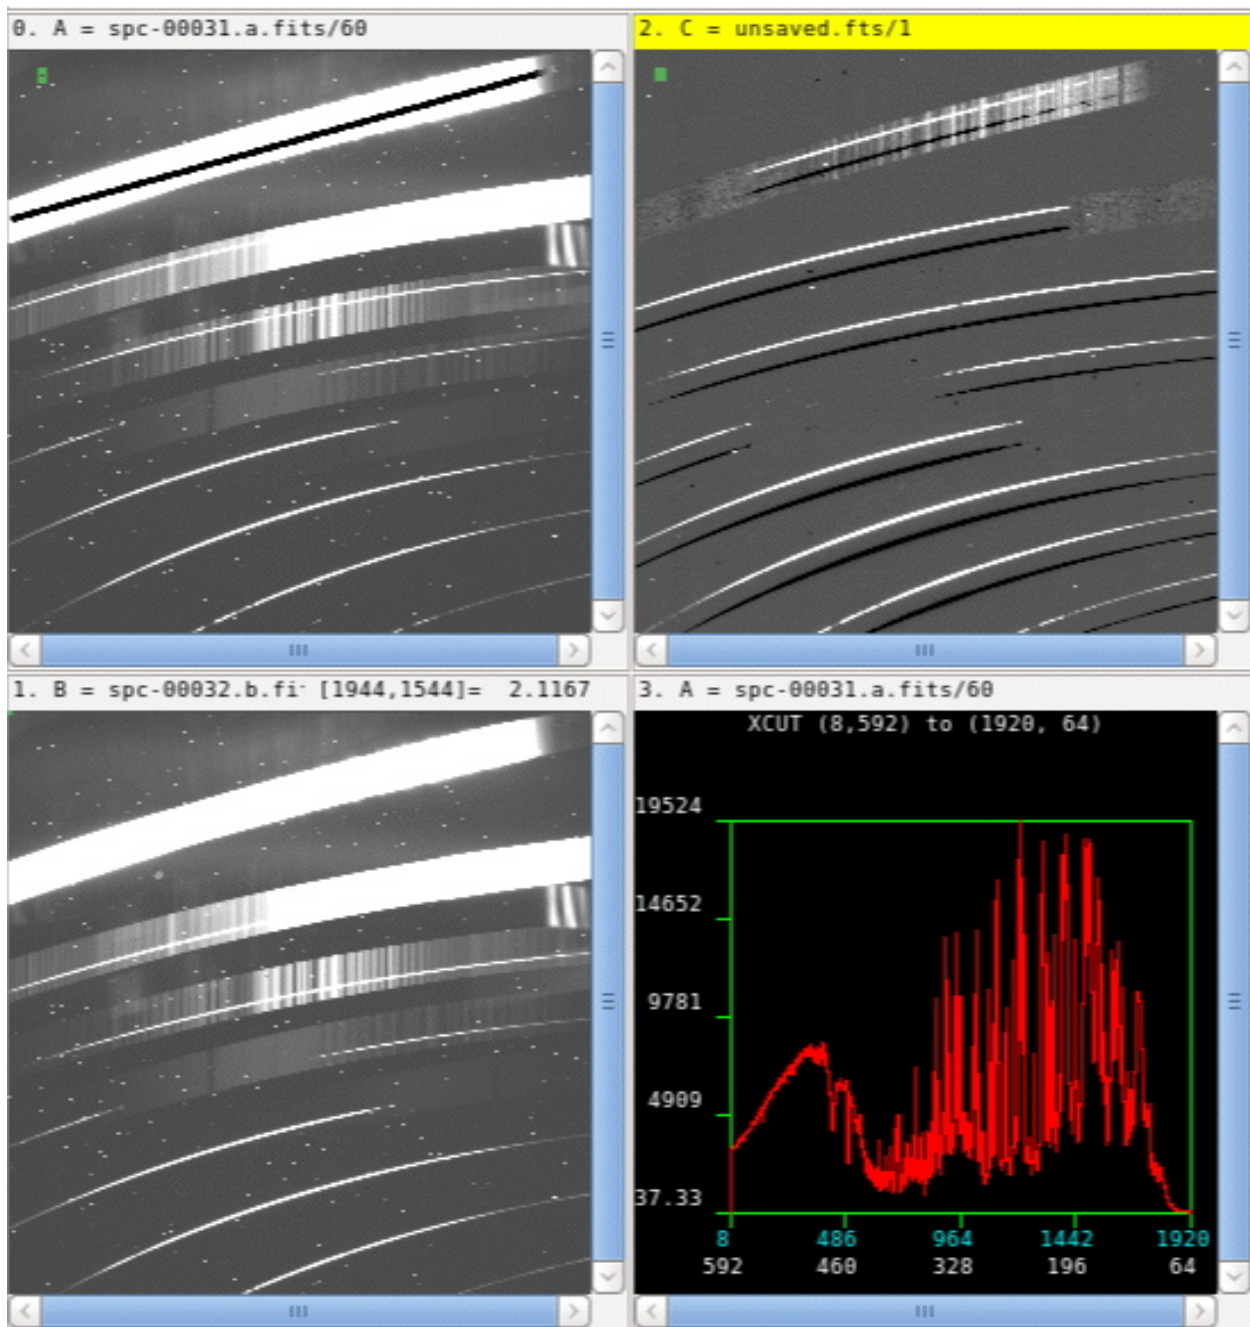 0. A = spc-00031.a.fits/60
2. C = unsaved.fts/1
1. B = spc-00032.b.fi [1944,1544]= 2.1167
3. A = spc-00031.a.fits/60
XCUT (8,592) to (1920, 64)
19524
14652
9781
4909
37.33
8 486 964 1442 1920
592 460 328 196 64